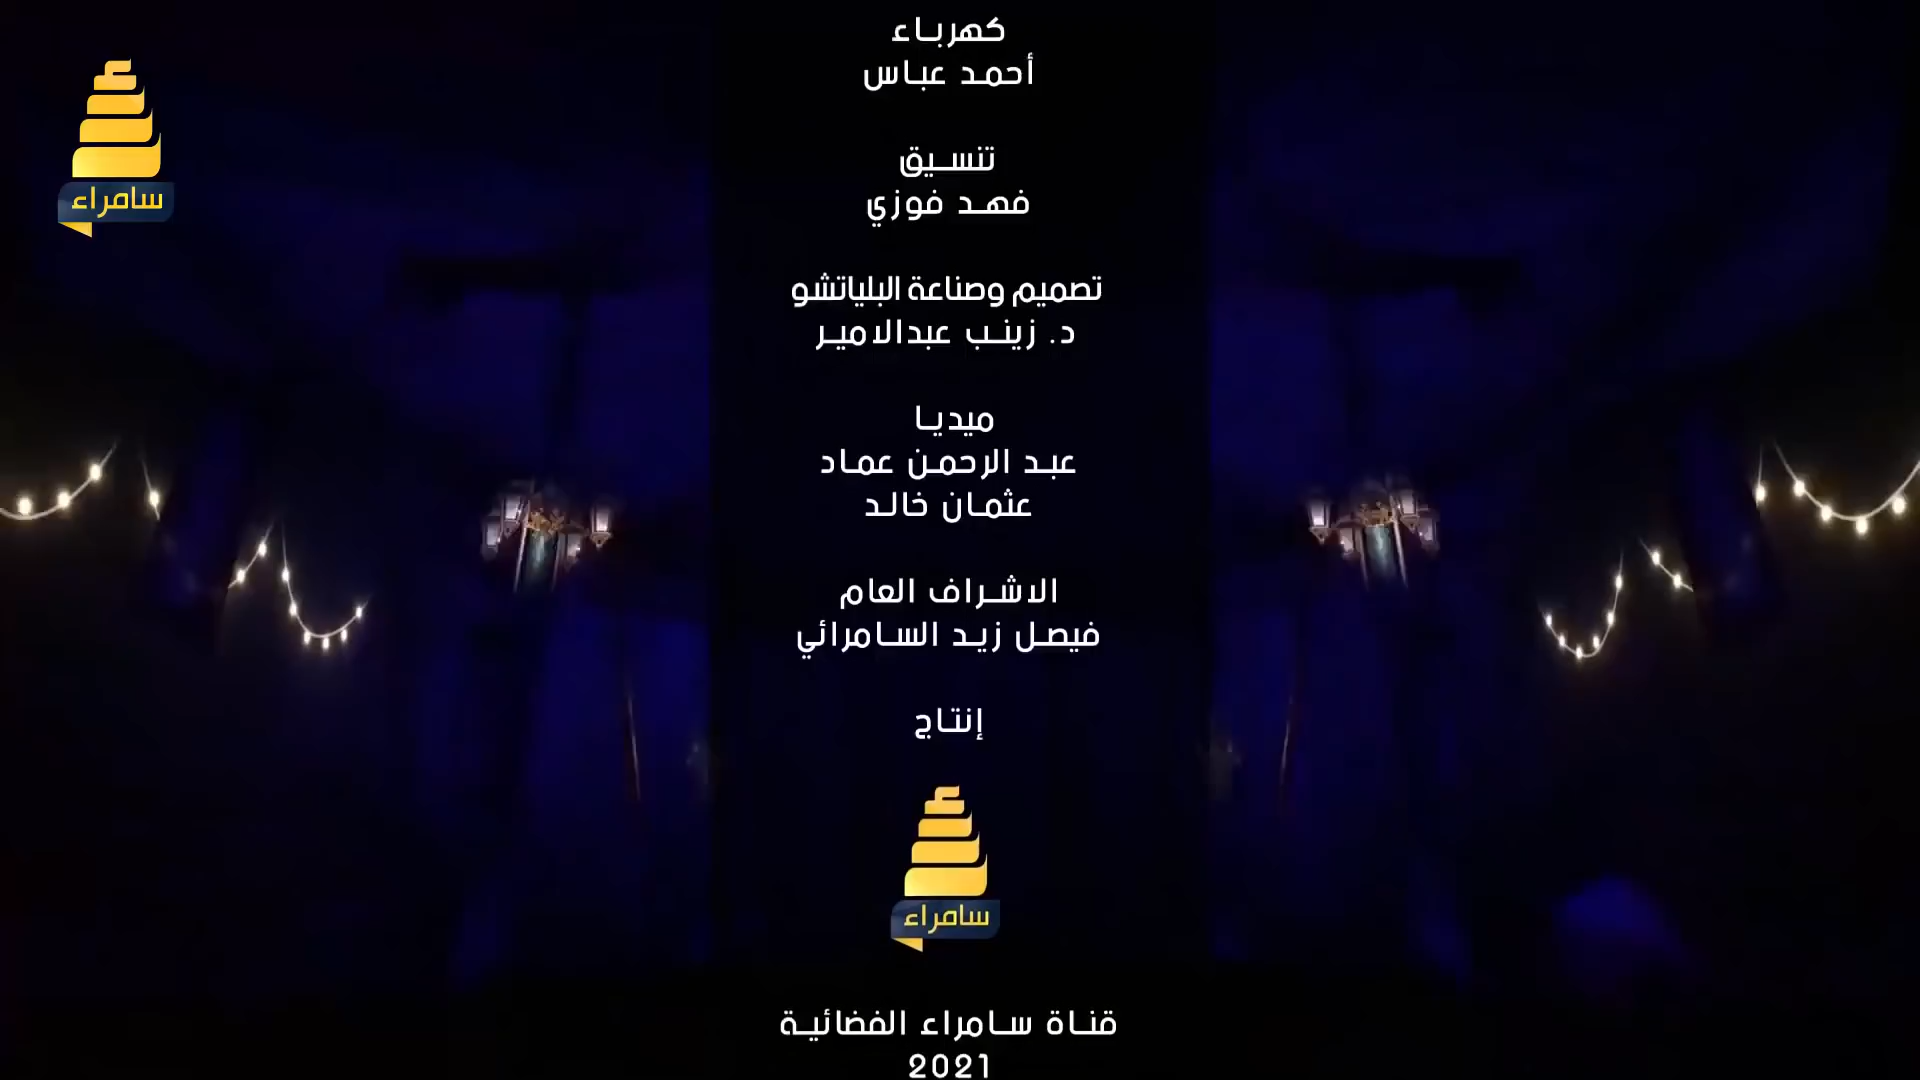 سامراء
كهرباء
أحمد عباس
تنسيق
فهد فوزي
تصميم وصناعة البلياتشو
د. زينب عبدالامير
ميديا
عبد الرحمن عماد
عثمان خالد
الاشراف العام
فيصل زيد السامرائي
إنتاج
سامراء
قناة سامراء الفضائية
2021